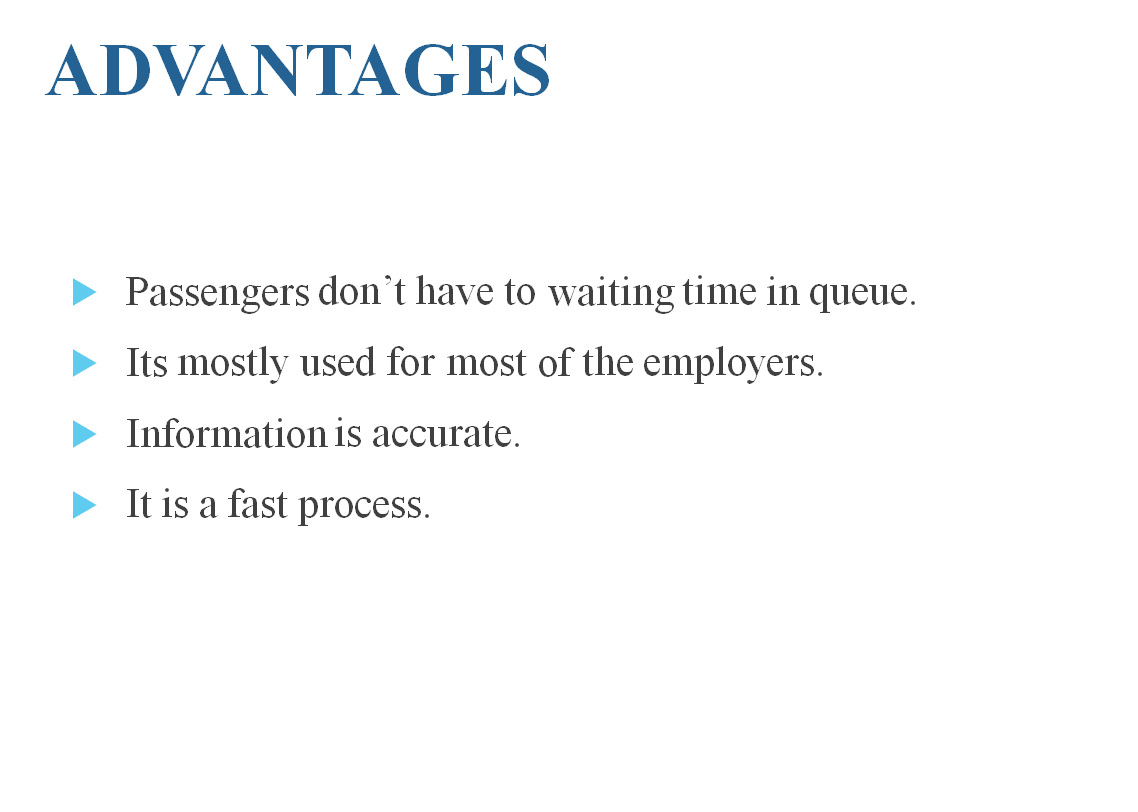 ADVANTAGES
Passengers don’t have to waiting time in queue.
Its mostly used for most of the employers.
Information is accurate.
It is a fast process.